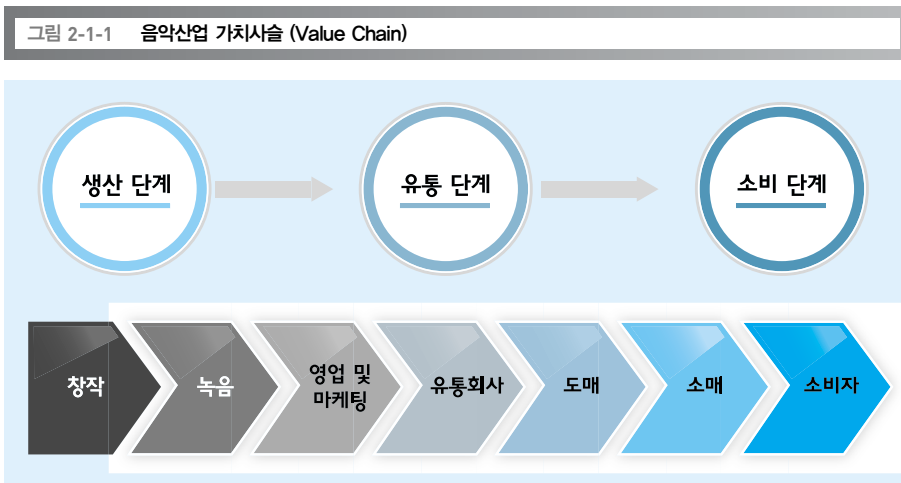 그림 2-1-1 음악산업 가치사슬 (Value Chain)
생산 단계
유통 단계
소비 단계
창작
녹음
영업 및
마케팅
유통회사
도매
소매
소비자